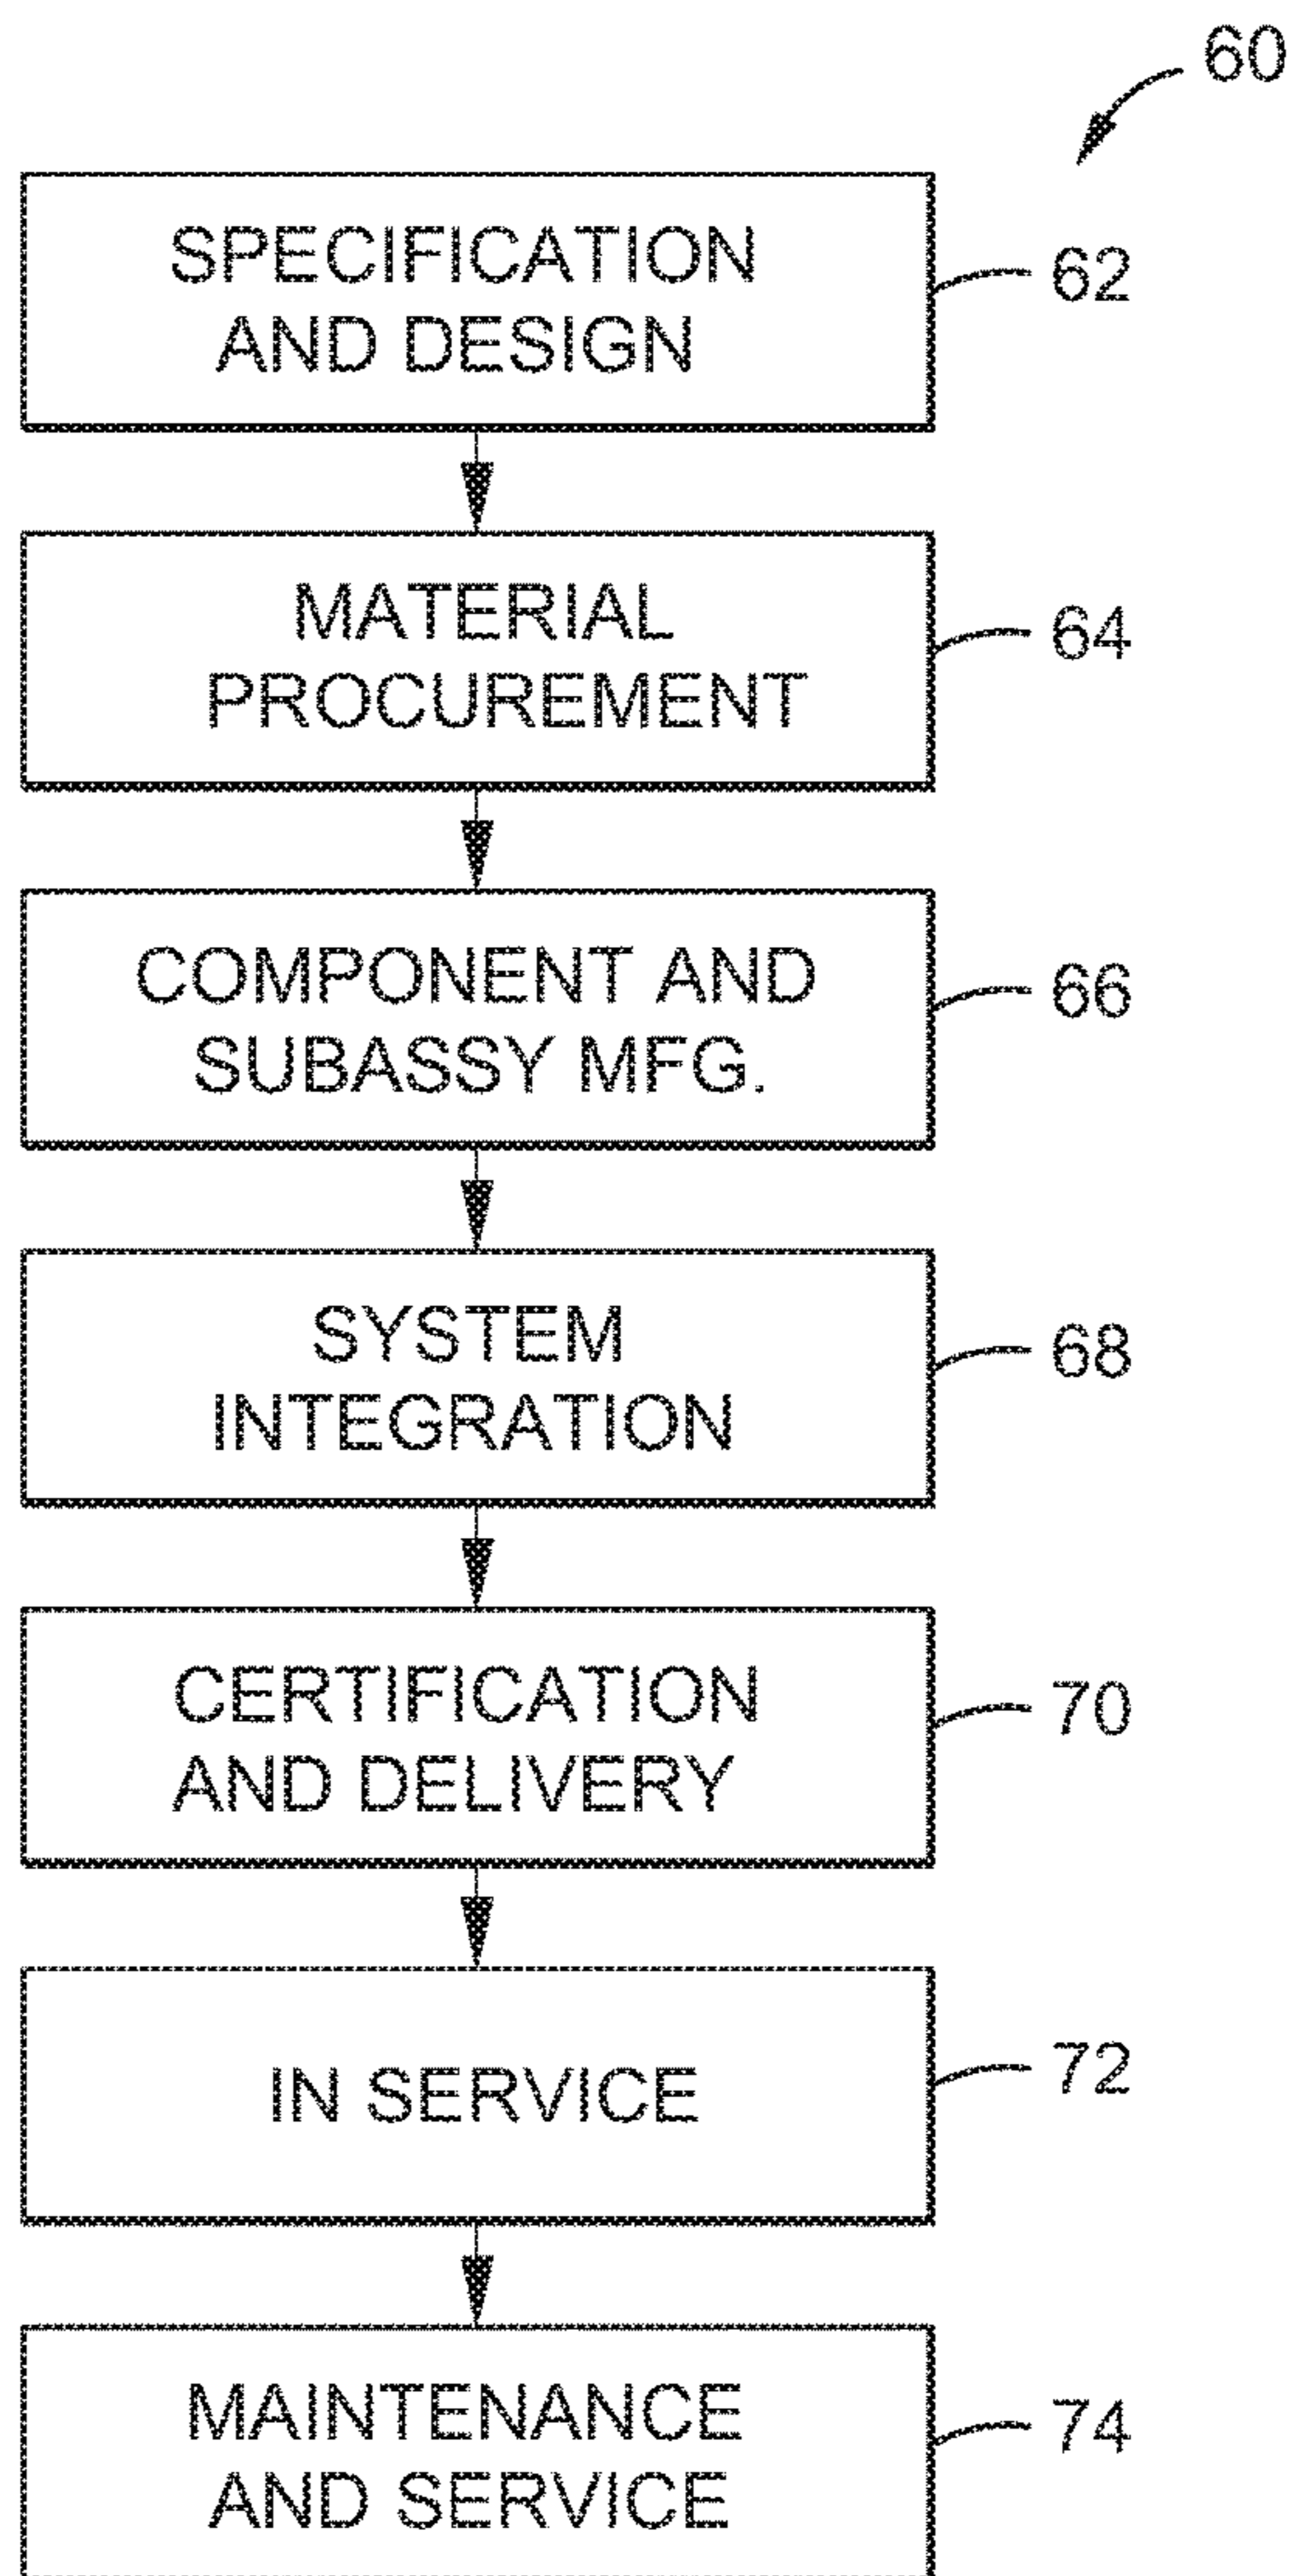 60
SPECIFICATION
AND DESIGN
62
MATERIAL
PROCUREMENT
64
COMPONENT AND
SUBASSY MFG.
66
SYSTEM
INTEGRATION
68
CERTIFICATION
AND DELIVERY
70
IN SERVICE
72
MAINTENANCE
AND SERVICE
74